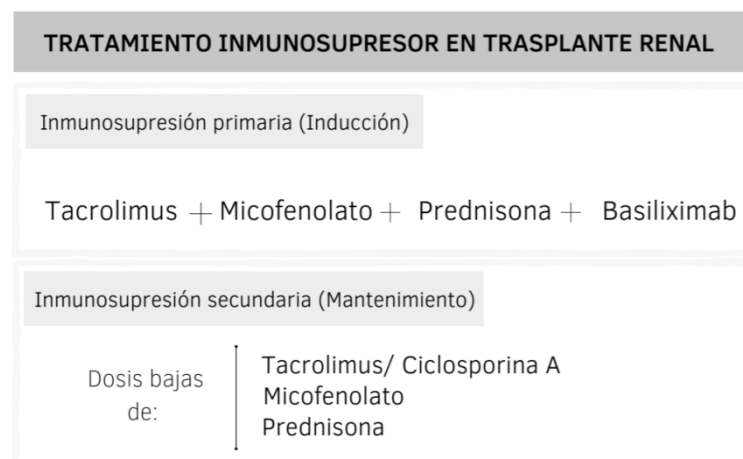 TRATAMIENTO INMUNOSUPRESOR EN TRASPLANTE RENAL
Inmunosupresión primaria (Inducción)
Tacrolimus + Micofenolato + Prednisona + Basiliximab
Inmunosupresión secundaria (Mantenimiento)
Dosis bajas
de:
Tacrolimus/ Ciclosporina A
Micofenolato
Prednisona